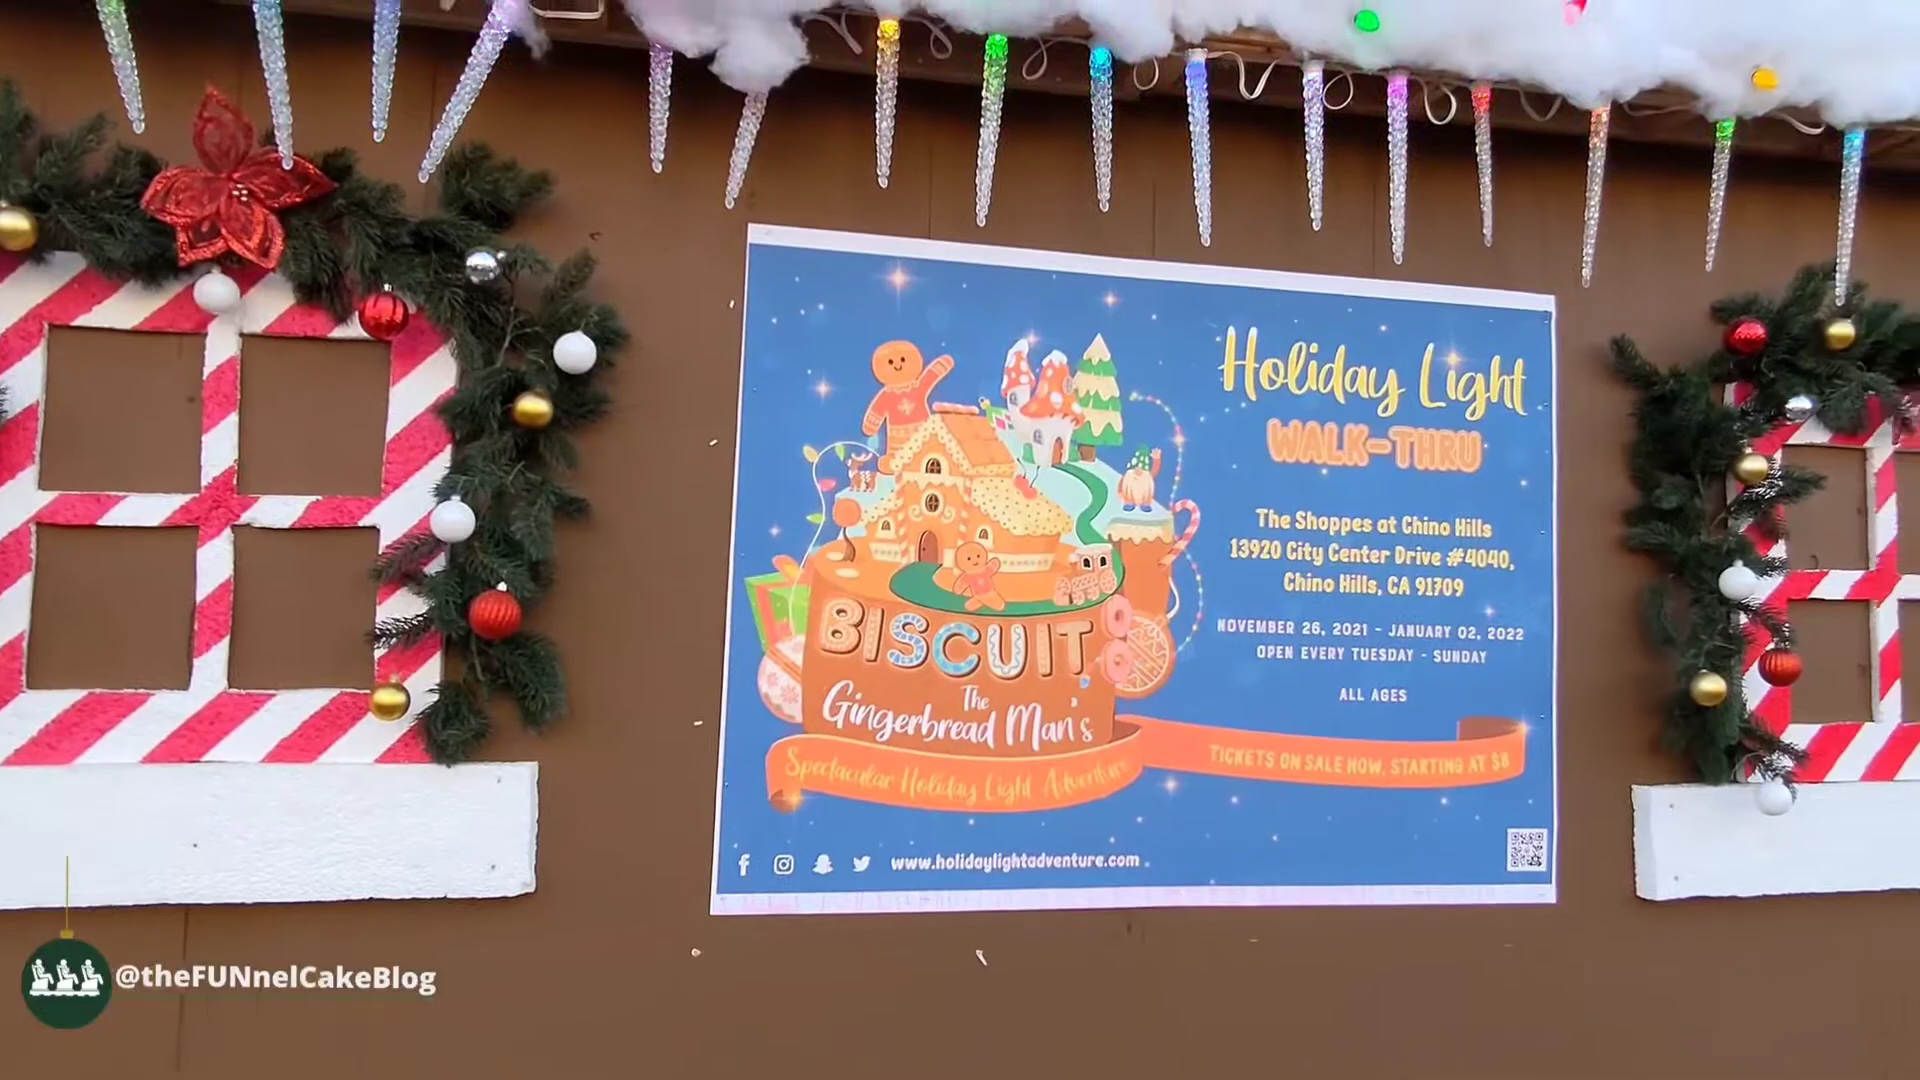 Holiday Light
WALK-THRU
The Shoppes at Chino Hills
13920 City Center Drive #4040,
Chino Hills, CA 91709
NOVEMBER 26, 2021 - JANUARY 02, 2022
OPEN EVERY TUESDAY - SUNDAY
ALL AGES
BISCUIT
The
Gingerbread Man's
Spectacular Holiday Light Adventure
TICKETS ON SALE NOW, STARTING AT $8
www.holidaylightadventure.com
@theFUNnelCakeBlog